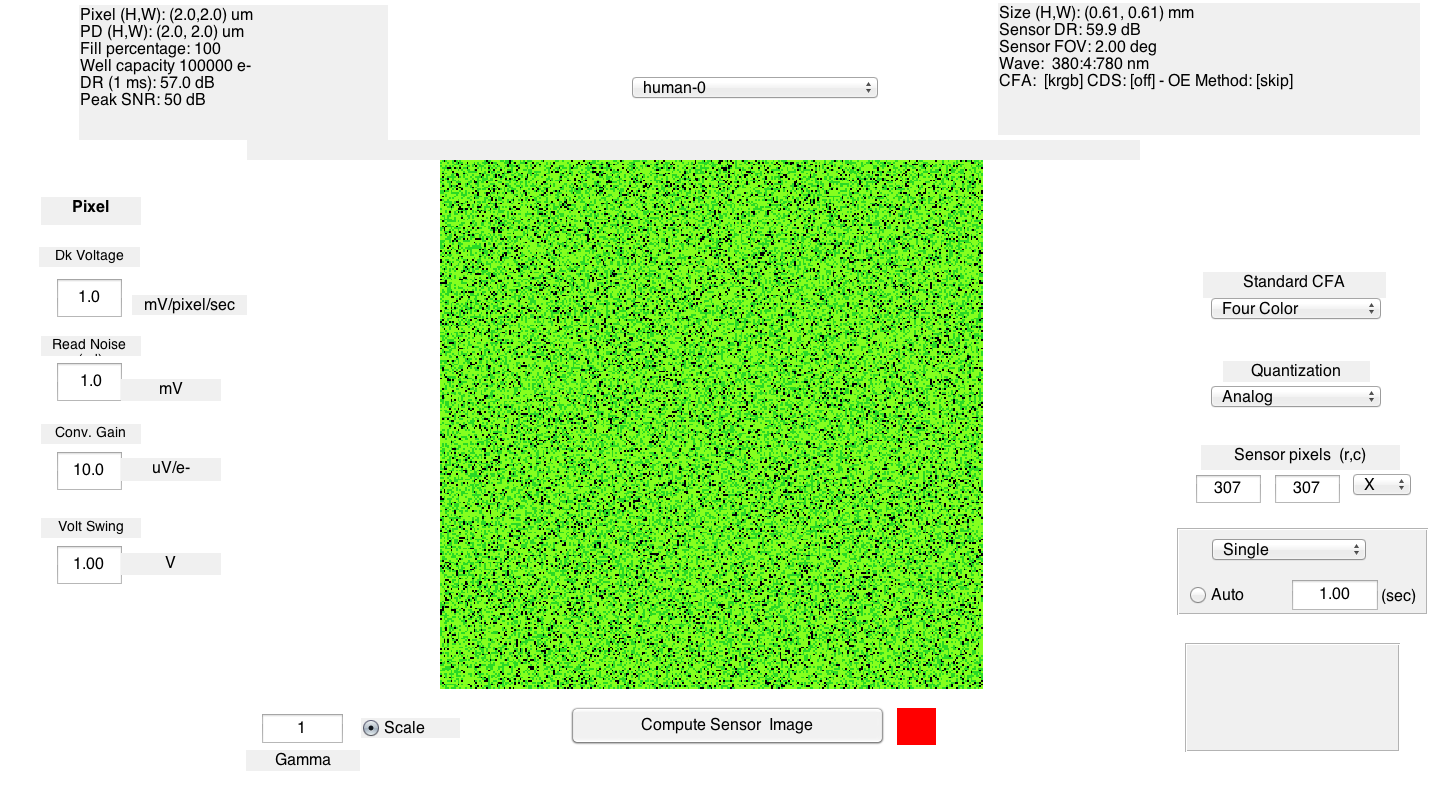 Pixel (H,W): (2.0,2.0) um
PD (H,W): (2.0, 2.0) um
Fill percentage: 100
Well capacity 100000 e-
DR (1 ms): 57.0 dB
Peak SNR: 50 dB
human-0
Size (H,W): (0.61, 0.61) mm
Sensor DR: 59.9 dB
Sensor FOV: 2.00 deg
Wave: 380:4:780 nm
CFA: [krgb] CDS: [off] - OE Method: [skip]
Pixel
Dk Voltage
1.0 mV/pixel/sec
Read Noise
1.0 mV
Conv. Gain
10.0 uV/e-
Volt Swing
1.00 V
Standard CFA
Four Color
Quantization
Analog
Sensor pixels (r,c)
307 307 X
Single
Auto 1.00 (sec)
1 Scale
Gamma
Compute Sensor Image